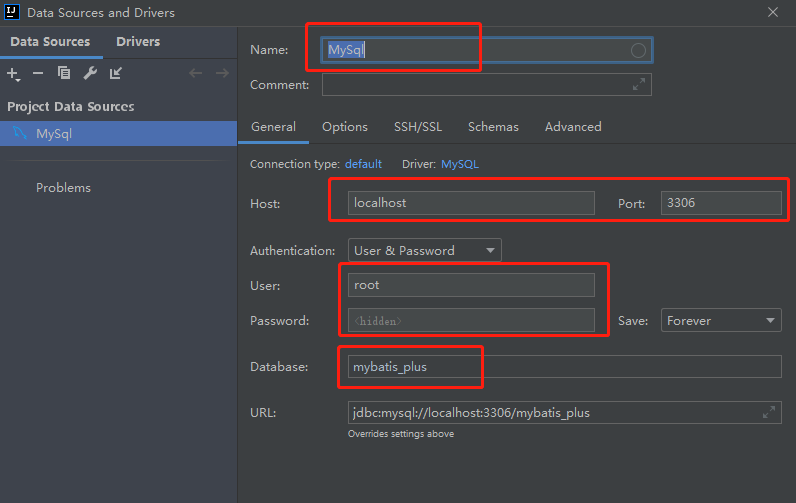 IJ Data Sources and Drivers
Data Sources Drivers
Project Data Sources
MySql
Problems
Name: MySql
Comment:
General Options SSH/SSL Schemas Advanced
Connection type: default Driver: MySQL
Host: localhost Port: 3306
Authentication: User & Password
User: root
Password: <hidden> Save: Forever
Database: mybatis_plus
URL: jdbc:mysql://localhost:3306/mybatis_plus
Overrides settings above